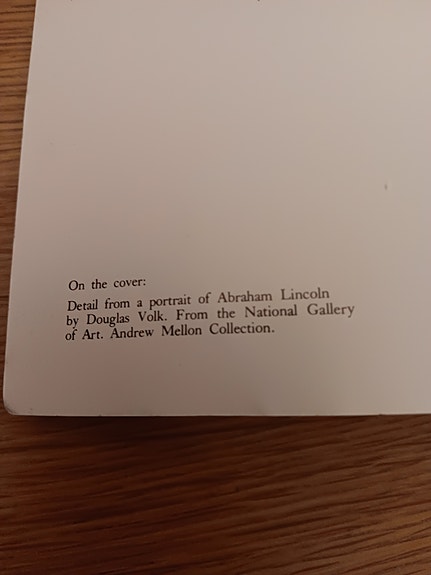 On the cover:
Detail from a portrait of Abraham Lincoln
by Douglas Volk. From the National Gallery
of Art. Andrew Mellon Collection.